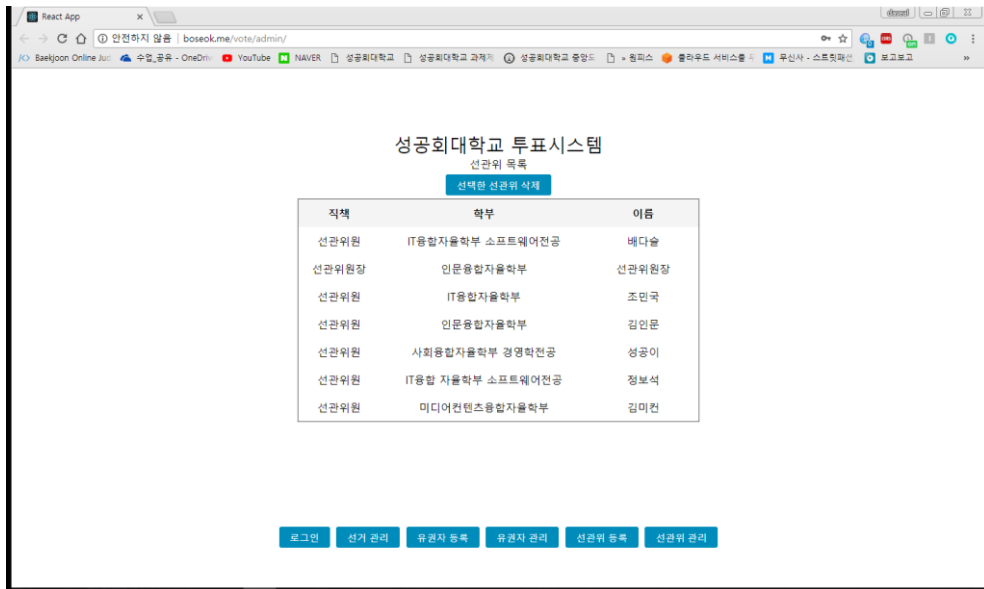 React App
안전하지 않음 | boseok.me/vote/admin/
Baekjoon Online Jud 수업_공유 - OneDriv YouTube NAVER 성공회대학교 성공회대학교 과제제 성공회대학교 중앙도 » 원피스 클라우드 서비스를 무신사 - 스트릿패션 보고보고 »
성공회대학교 투표시스템
선관위 목록
선택한 선관위 삭제
직책 학부 이름
선관위원 IT융합자율학부 소프트웨어전공 배다슬
선관위원장 인문융합자율학부 선관위원장
선관위원 IT융합자율학부 조민국
선관위원 인문융합자율학부 김인문
선관위원 사회융합자율학부 경영학전공 성공이
선관위원 IT융합 자율학부 소프트웨어전공 정보석
선관위원 미디어컨텐츠융합자율학부 김미컨
로그인 선거 관리 유권자 등록 유권자 관리 선관위 등록 선관위 관리